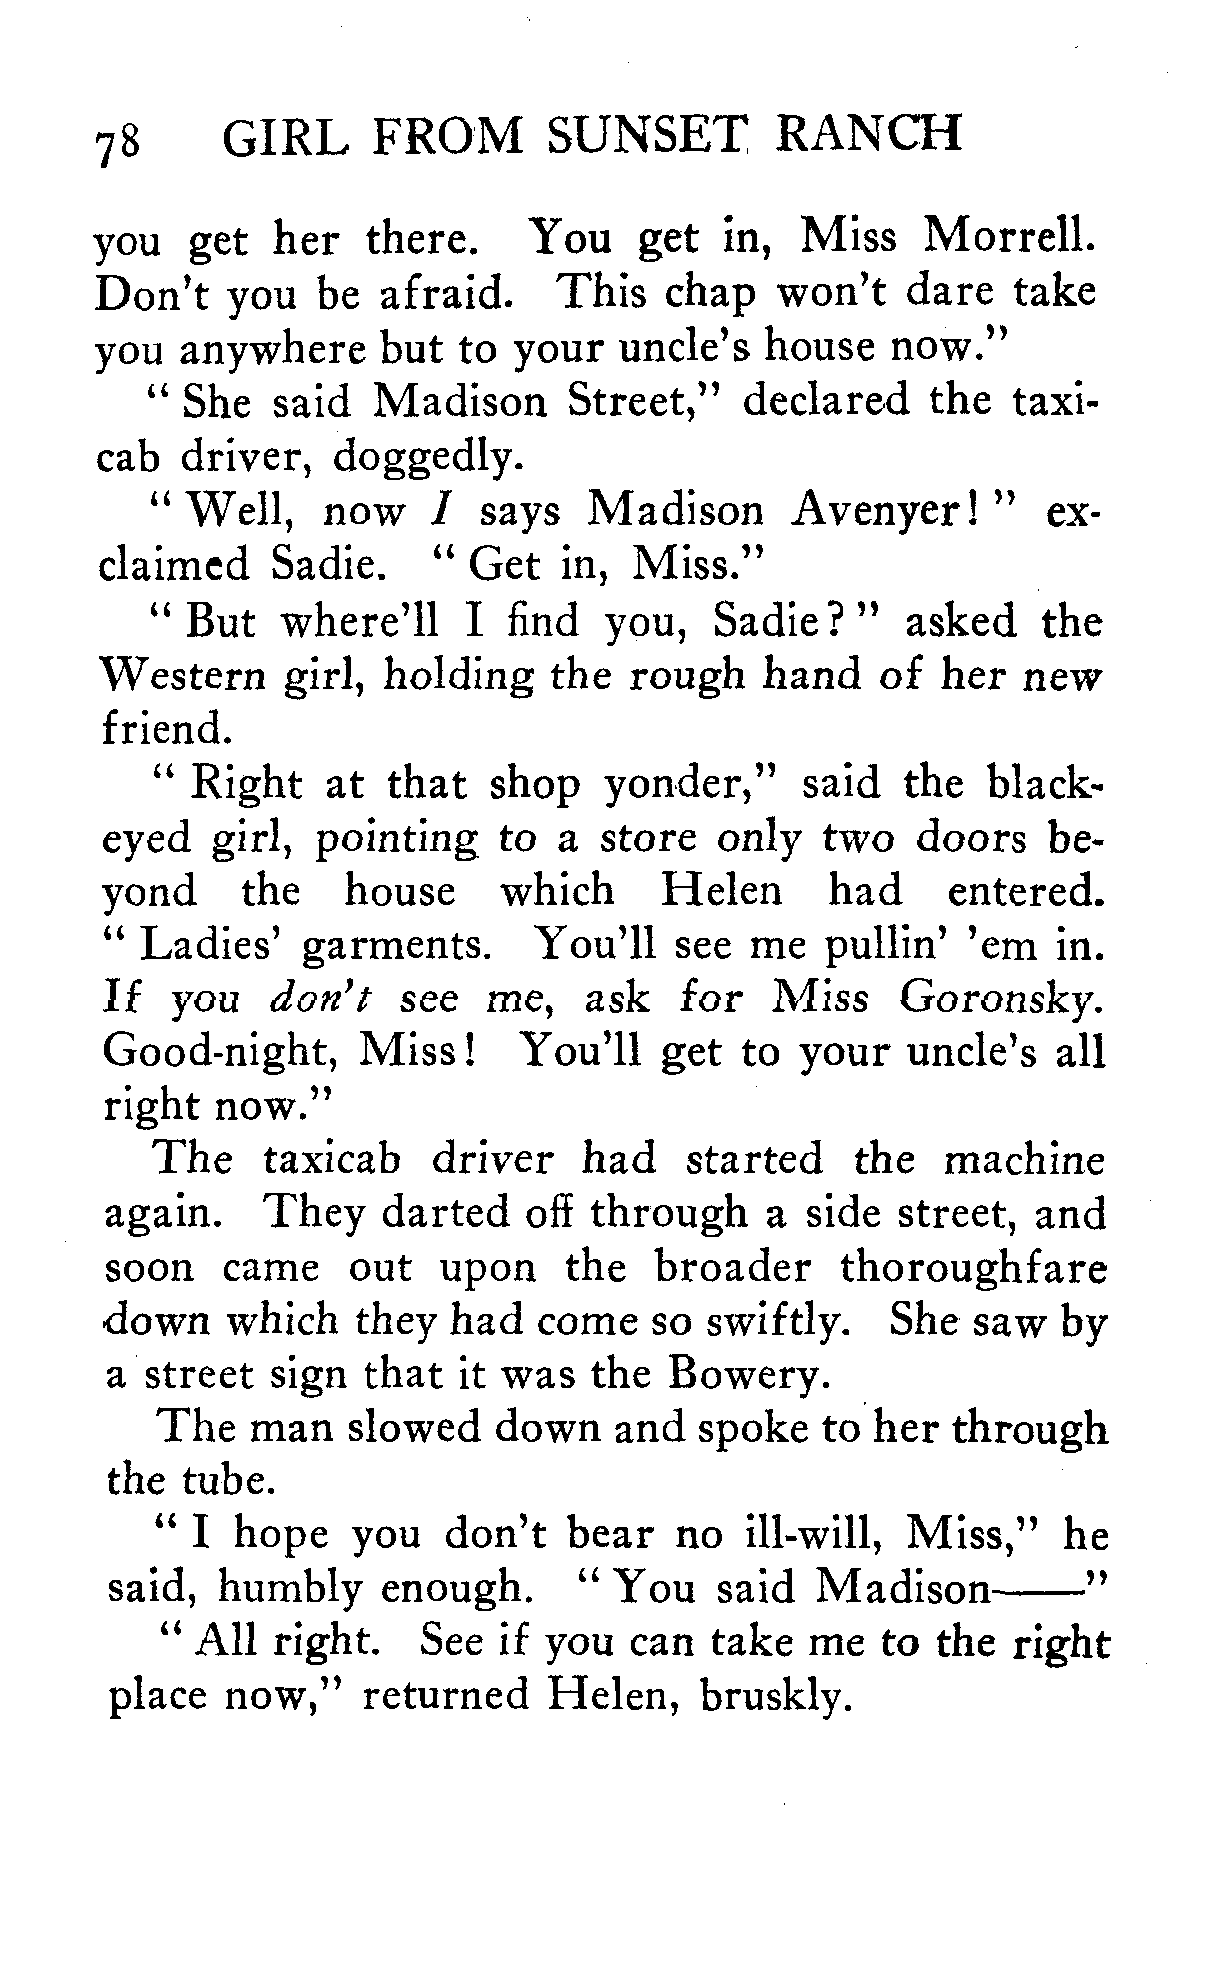 78 GIRL FROM SUNSET RANCH
you get her there. You get in, Miss Morrell.
Don't you be afraid. This chap won't dare take
you anywhere but to your uncle's house now."
" She said Madison Street," declared the taxi-
cab driver, doggedly.
" Well, now I says Madison Avenyer! " ex-
claimed Sadie. " Get in, Miss."
" But where'll I find you, Sadie? " asked the
Western girl, holding the rough hand of her new
friend.
" Right at that shop yonder," said the black-
eyed girl, pointing to a store only two doors be-
yond the house which Helen had entered.
" Ladies' garments. You'll see me pullin' 'em in.
If you don't see me, ask for Miss Goronsky.
Good-night, Miss! You'll get to your uncle's all
right now."
The taxicab driver had started the machine
again. They darted off through a side street, and
soon came out upon the broader thoroughfare
down which they had come so swiftly. She saw by
a street sign that it was the Bowery.
The man slowed down and spoke to her through
the tube.
" I hope you don't bear no ill-will, Miss," he
said, humbly enough. " You said Madison——"
" All right. See if you can take me to the right
place now," returned Helen, bruskly.